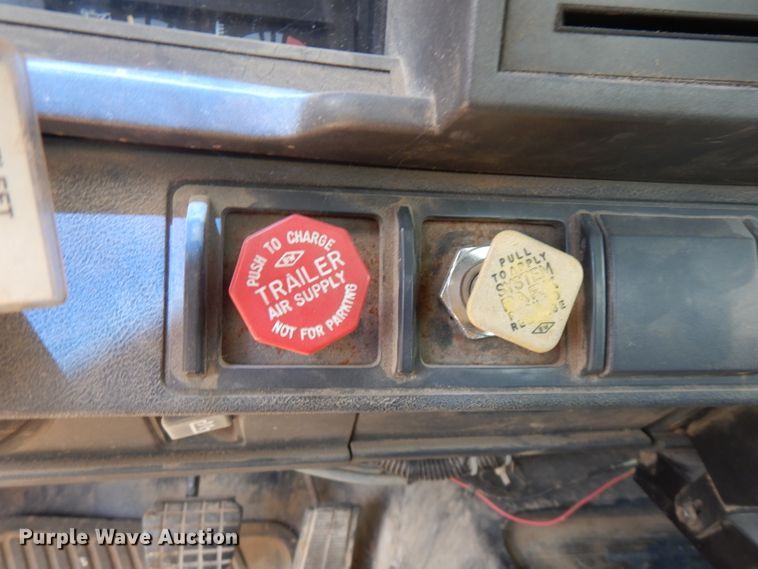 PUSH TO CHARGE
TRAILER
AIR SUPPLY
NOT FOR PARKING
PULL
TO APPLY
Purple Wave Auction